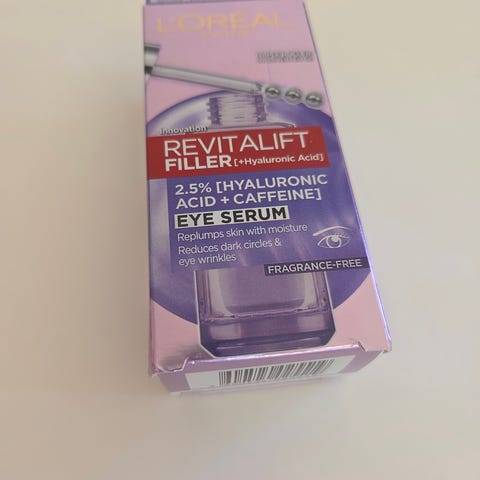 L'ORÉAL
PARIS
Innovation
REVITALIFT
FILLER [+Hyaluronic Acid]
2.5% [HYALURONIC
ACID + CAFFEINE]
EYE SERUM
Replumps skin with moisture
Reduces dark circles &
eye wrinkles
FRAGRANCE-FREE